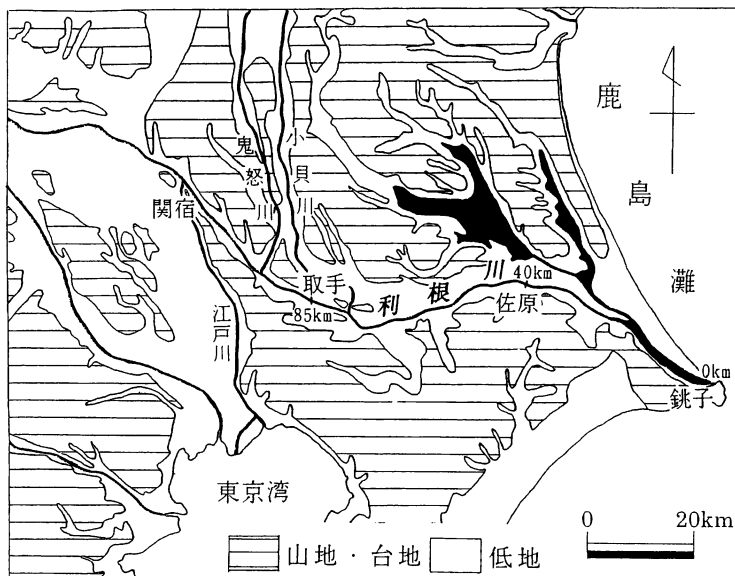 鹿島灘
鬼怒川
小貝川
関宿
取手
85km
利根川
40km
佐原
江戸川
0km
銚子
東京湾
0 20km
山地・台地 低地